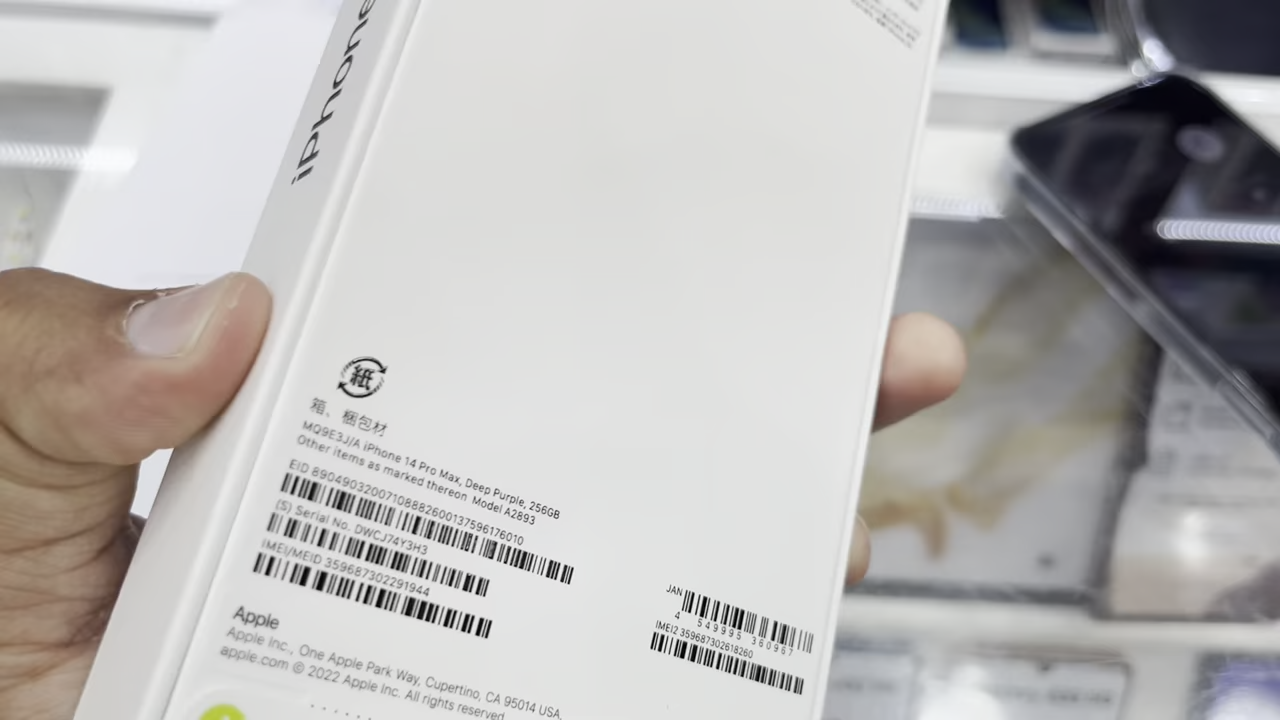 iPhone
紙
箱、梱包材
MQ9E3J/A iPhone 14 Pro Max, Deep Purple, 256GB
Other items as marked thereon Model A2893
EID 89049032007108882600137596176010
(S) Serial No. DWCJ74Y3H3
IMEI/MEID 359687302291944
JAN
4 549995 360967
IMEI2 359687302618260
Apple
Apple Inc., One Apple Park Way, Cupertino, CA 95014 USA.
apple.com © 2022 Apple Inc. All rights reserved